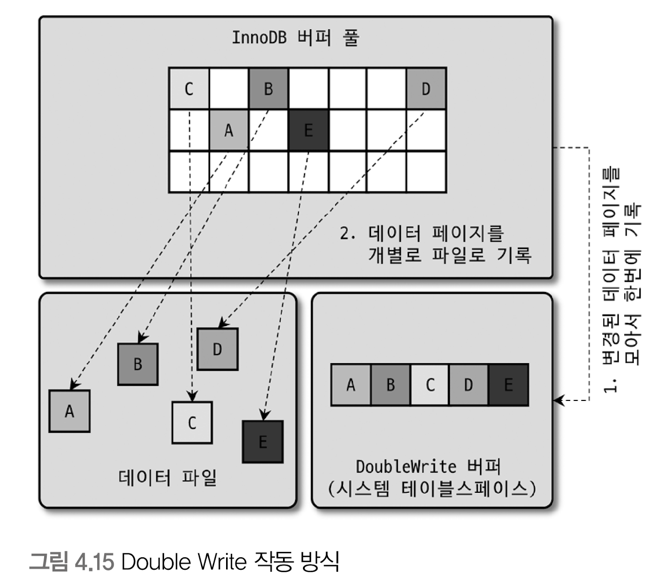 InnoDB 버퍼 풀
C
B
D
A
E
2. 데이터 페이지를
개별로 파일로 기록
1. 변경된 데이터 페이지를
모아서 한번에 기록
B
D
A
C
E
데이터 파일
A B C D E
DoubleWrite 버퍼
(시스템 테이블스페이스)
그림 4.15 Double Write 작동 방식